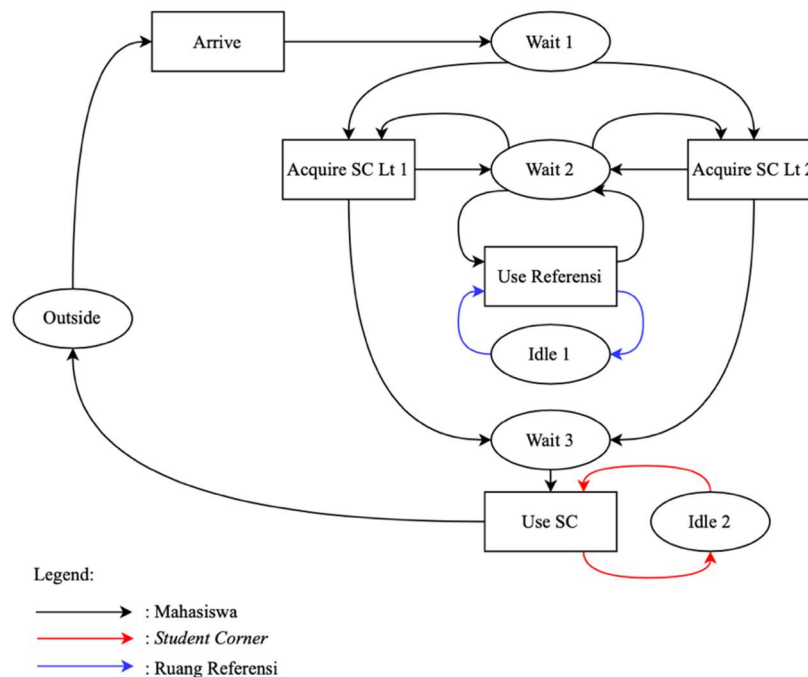 Arrive
Wait 1
Acquire SC Lt 1
Wait 2
Acquire SC Lt 2
Use Referensi
Outside
Idle 1
Wait 3
Use SC
Idle 2
Legend:
: Mahasiswa
: Student Corner
: Ruang Referensi